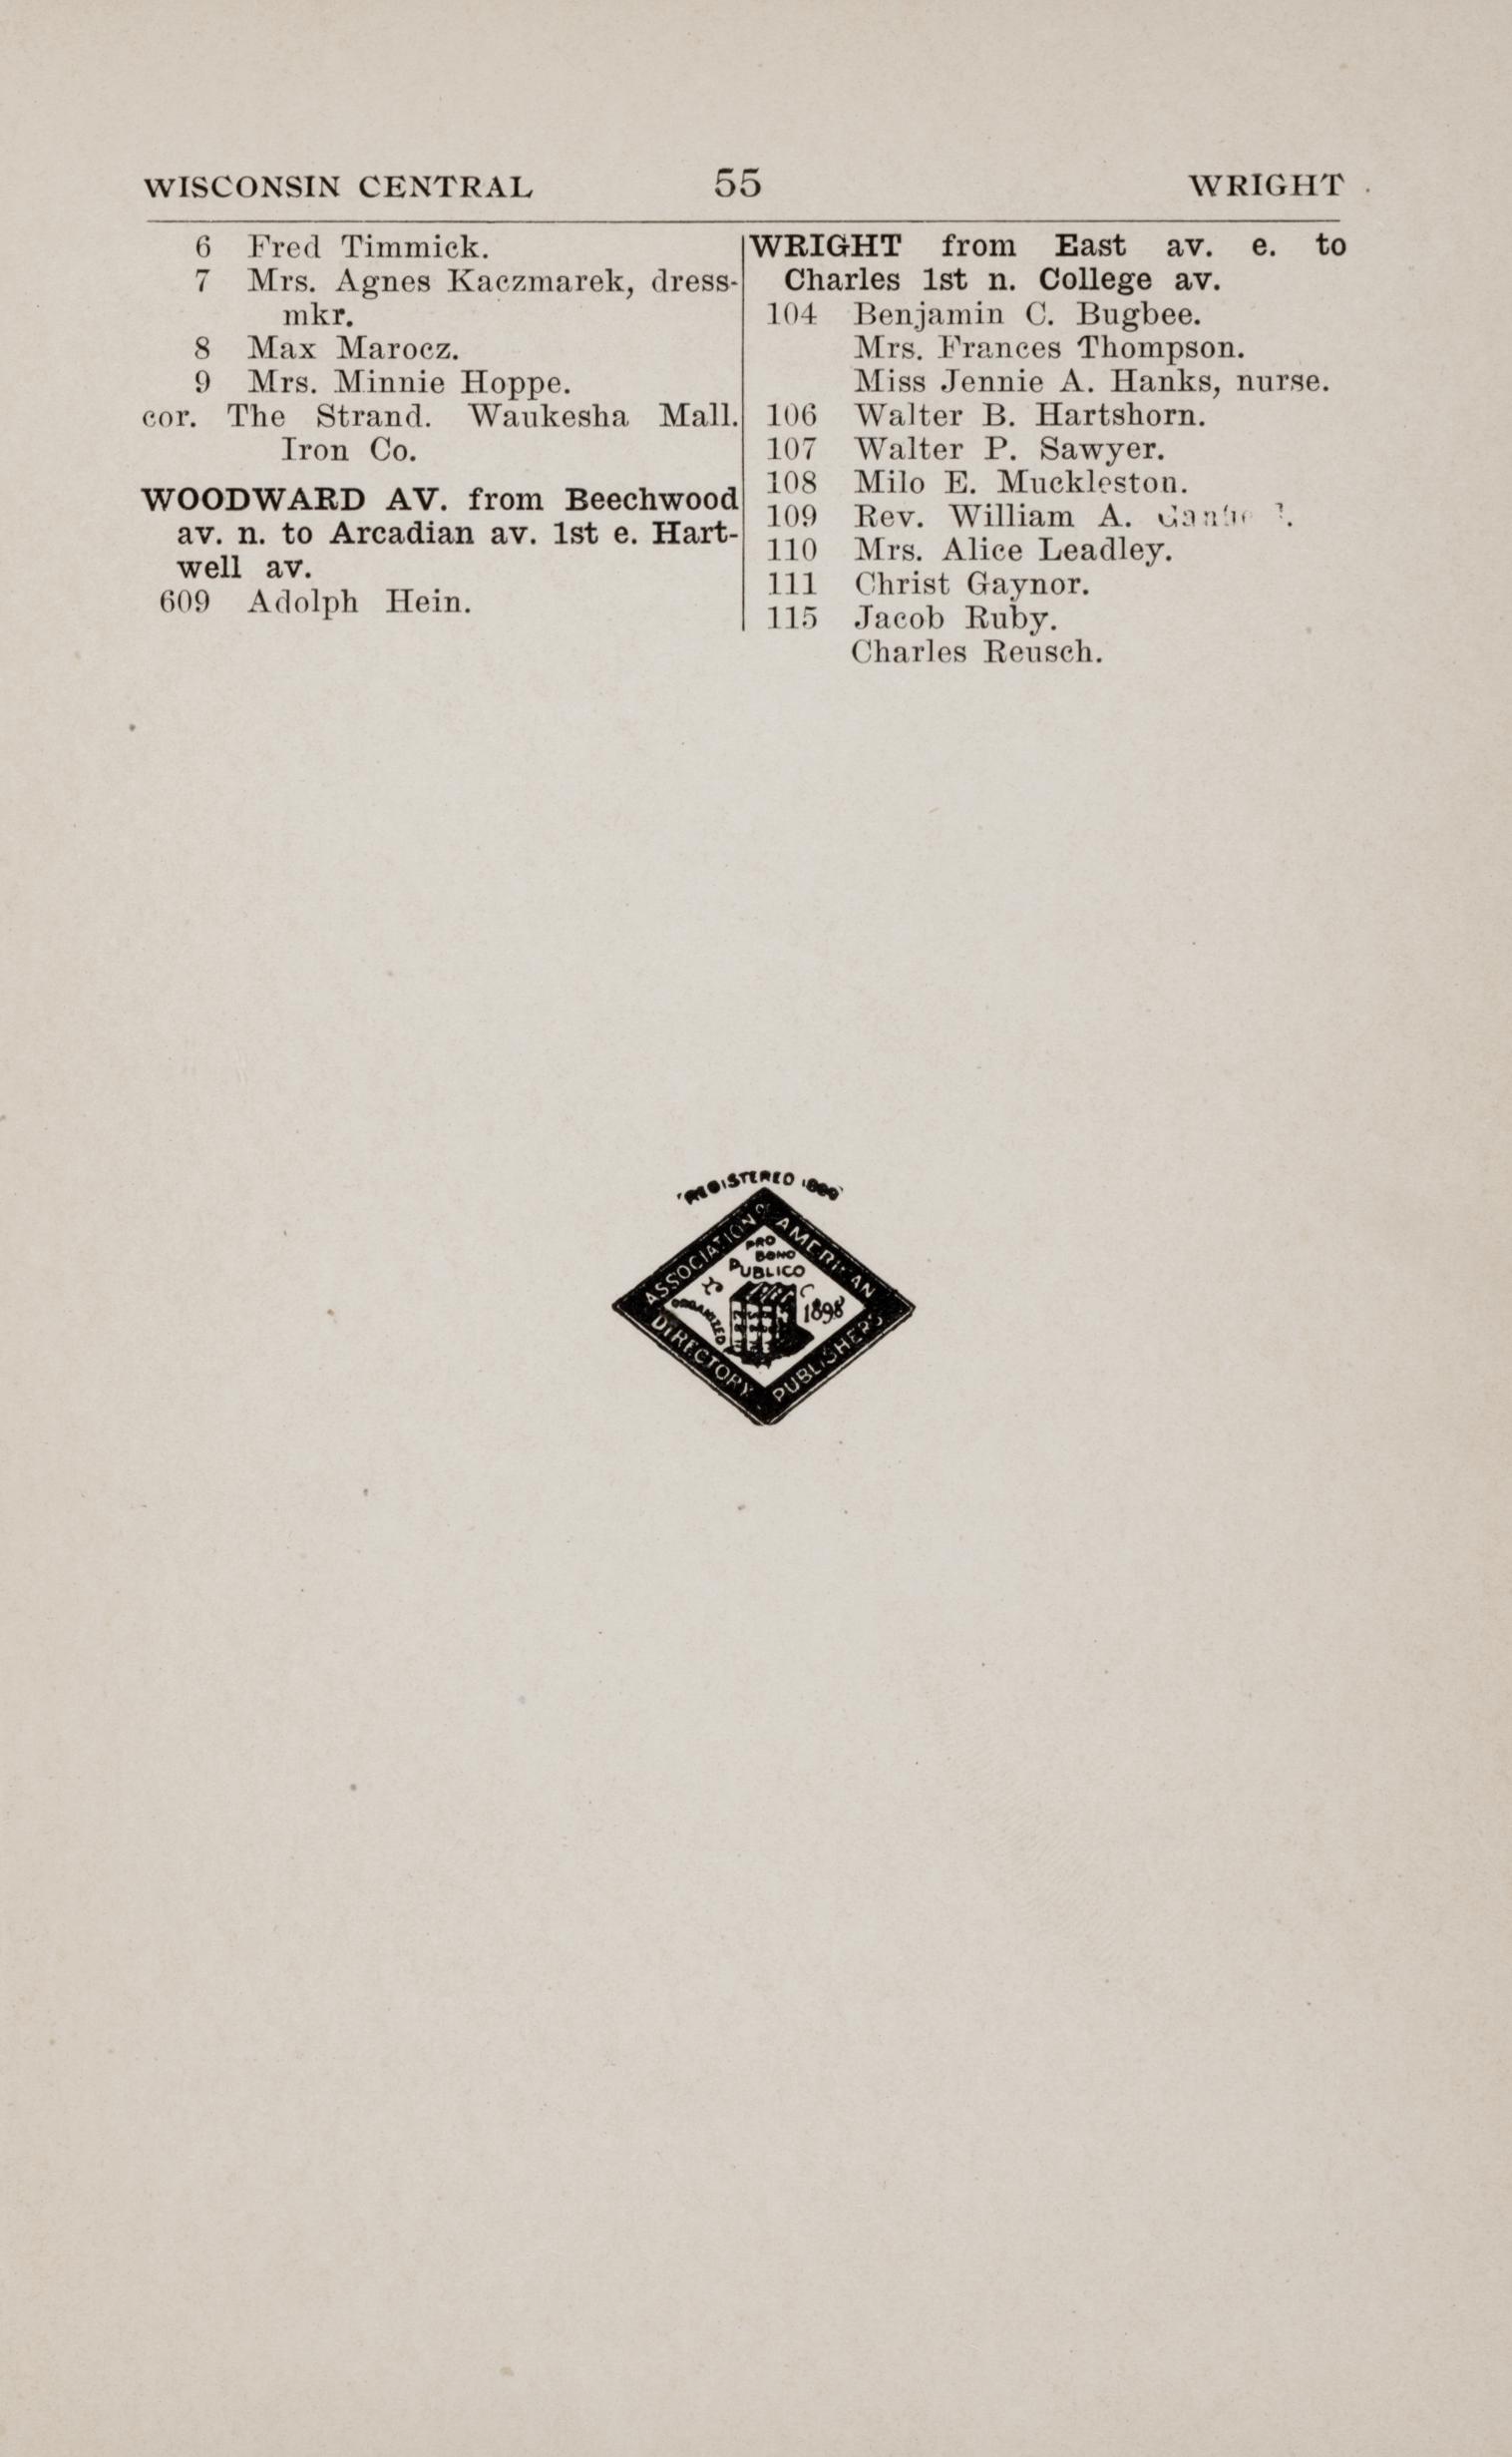 WISCONSIN CENTRAL 55 WRIGHT
6 Fred Timmick.
7 Mrs. Agnes Kaczmarek, dress-
mkr.
8 Max Marocz.
9 Mrs. Minnie Hoppe.
cor. The Strand. Waukesha Mall.
Iron Co.
WOODWARD AV. from Beechwood
av. n. to Arcadian av. 1st e. Hart-
well av.
609 Adolph Hein.
WRIGHT from East av. e. to
Charles 1st n. College av.
104 Benjamin C. Bugbee.
Mrs. Frances Thompson.
Miss Jennie A. Hanks, nurse.
106 Walter B. Hartshorn.
107 Walter P. Sawyer.
108 Milo E. Muckleston.
109 Rev. William A.
110 Mrs. Alice Leadley.
111 Christ Gaynor.
115 Jacob Ruby.
Charles Reusch.
REGISTERED
ASSOCIATION OF AMERICAN
PRO
BONO
PUBLICO
ORGANIZED 1898
DIRECTORY PUBLISHERS